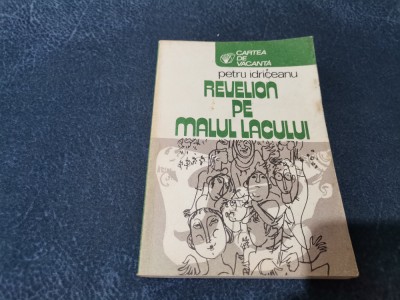 CARTEA
DE
VACANȚĂ
petru idriceanu
REVELION
PE
MALUL LACULUI